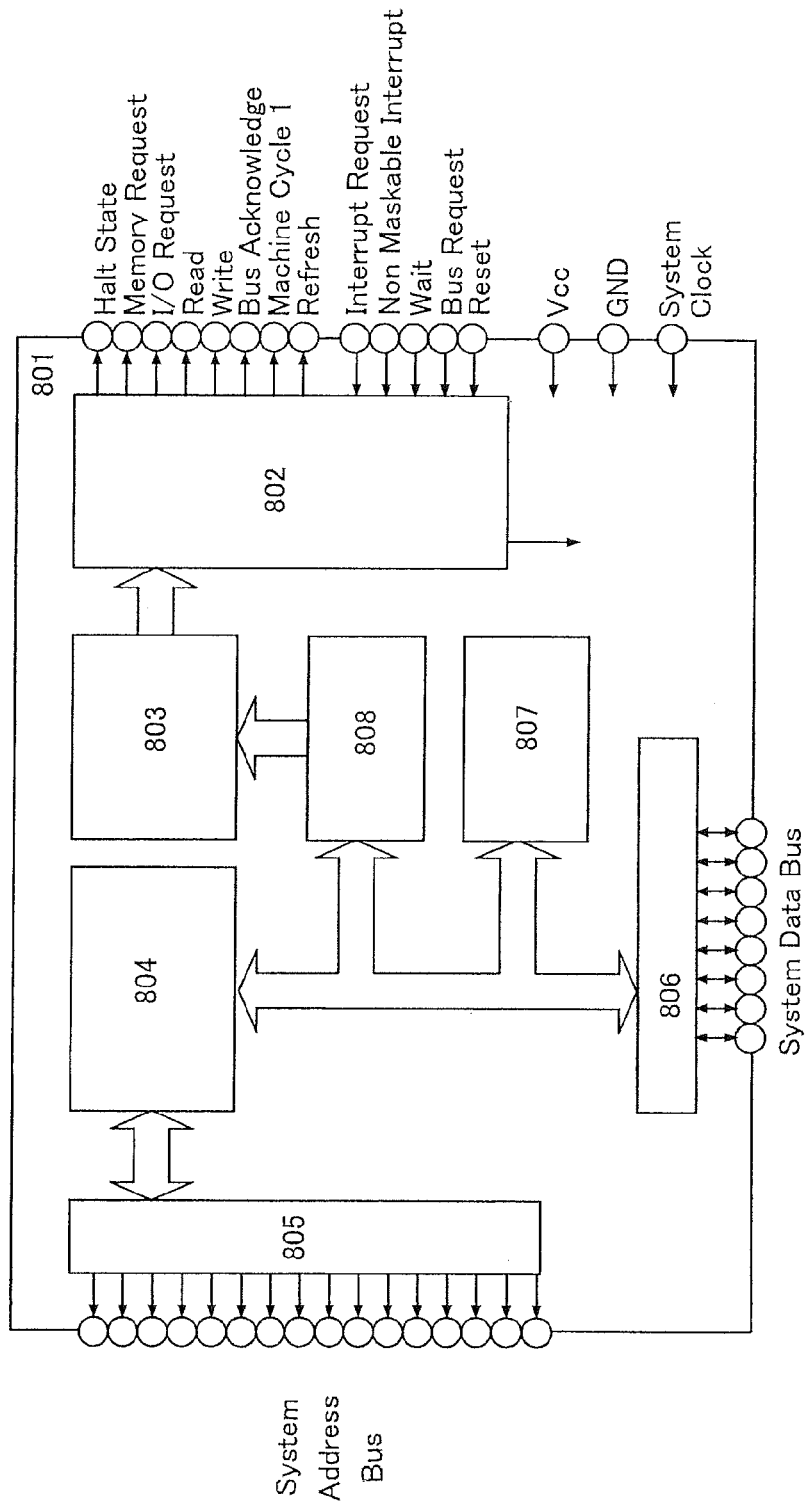 801
Halt State
Memory Request
I/O Request
Read
Write
Bus Acknowledge
Machine Cycle 1
Refresh
Interrupt Request
Non Maskable Interrupt
Wait
Bus Request
Reset
Vcc
GND
System
Clock
802
803
808
807
804
806
805
System
Address
Bus
System Data Bus